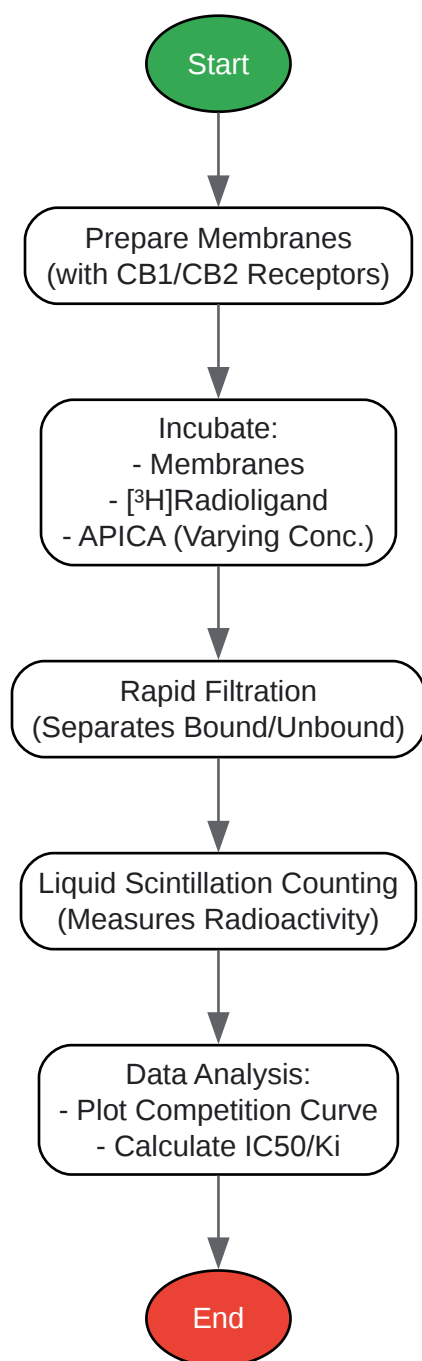 Start
Prepare Membranes
(with CB1/CB2 Receptors)
Incubate:
- Membranes
- [³H]Radioligand
- APICA (Varying Conc.)
Rapid Filtration
(Separates Bound/Unbound)
Liquid Scintillation Counting
(Measures Radioactivity)
Data Analysis:
- Plot Competition Curve
- Calculate IC50/Ki
End